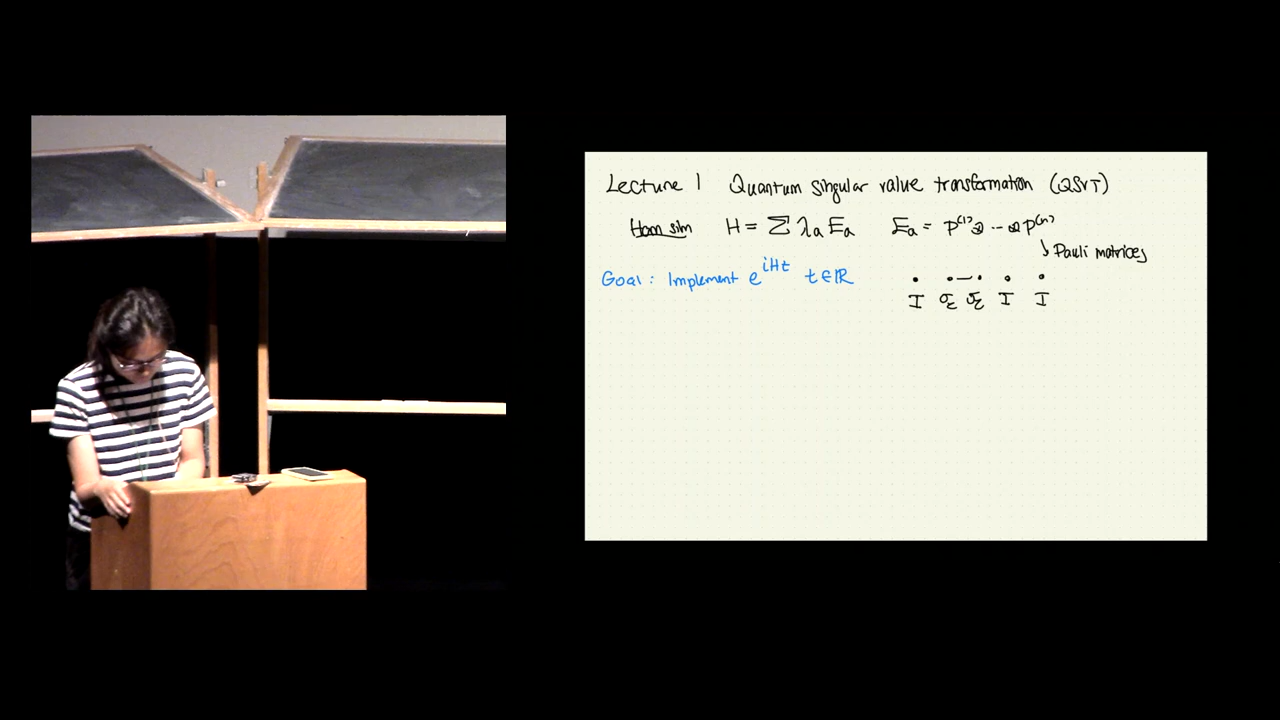 Lecture 1 Quantum singular value transformation (QSVT)
Ham sim H = Σ λa Ea Ea = P⁽¹⁾⊗ ... ⊗ P⁽ⁿ⁾
↳ Pauli matrices
Goal: Implement e^{iHt} t∈ℝ
I σz σz I I